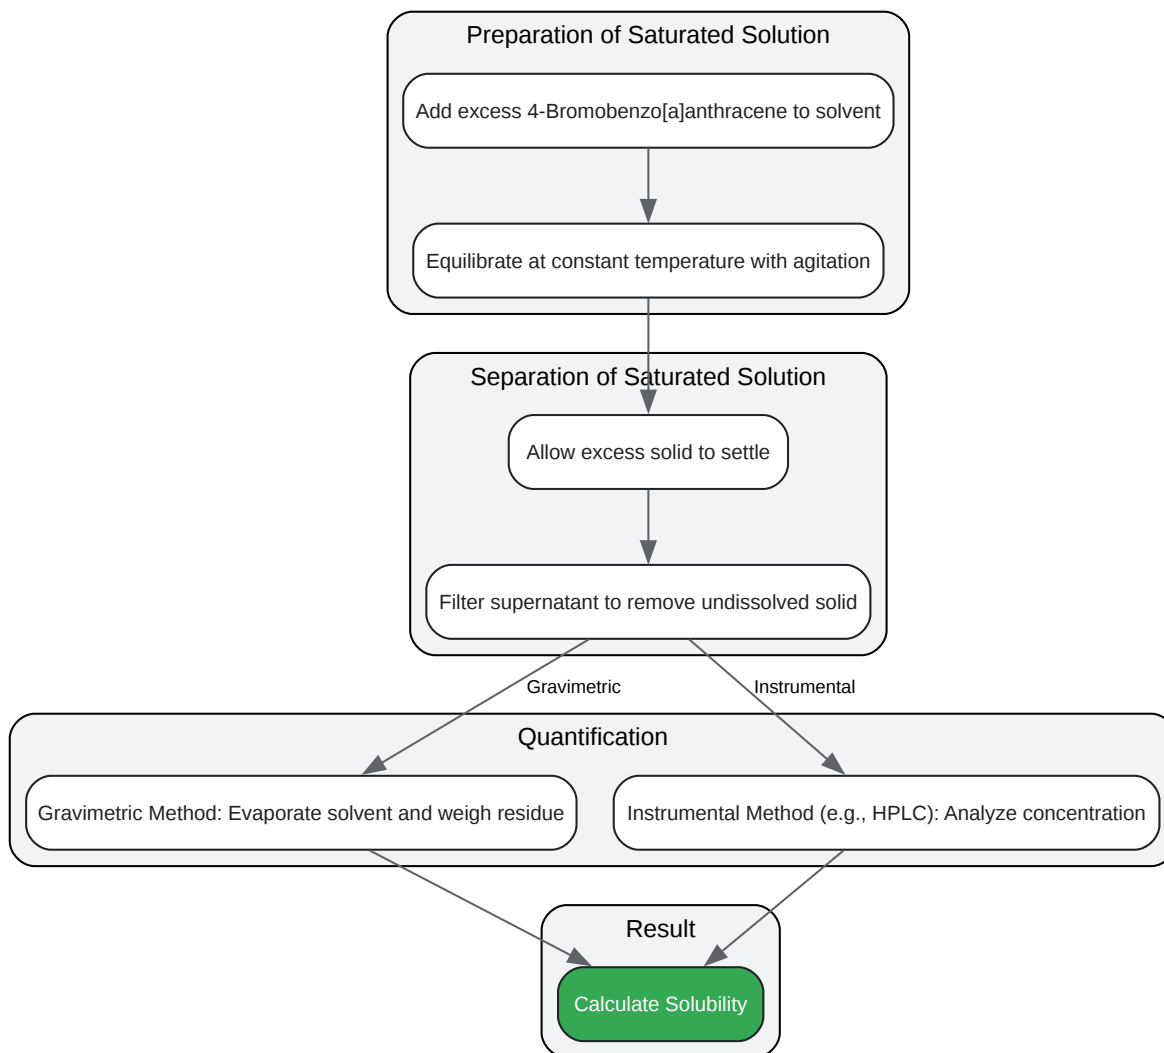 Preparation of Saturated Solution
Add excess 4-Bromobenzo[a]anthracene to solvent
Equilibrate at constant temperature with agitation
Separation of Saturated Solution
Allow excess solid to settle
Filter supernatant to remove undissolved solid
Gravimetric
Instrumental
Quantification
Gravimetric Method: Evaporate solvent and weigh residue
Instrumental Method (e.g., HPLC): Analyze concentration
Result
Calculate Solubility